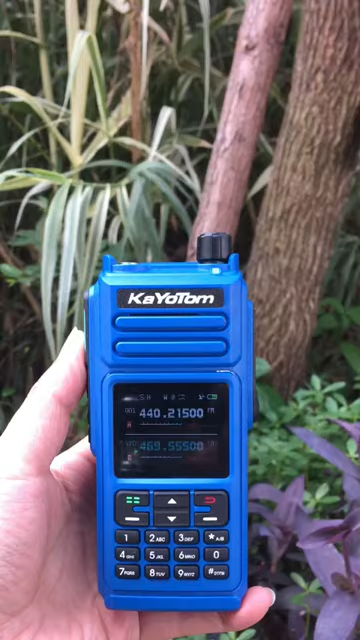 KaYoTom
440.21500
469.55500
1 2ABC 3DEF *A/B
4GHI 5JKL 6MNO 0
7PQRS 8TUV 9WXYZ #DTMF